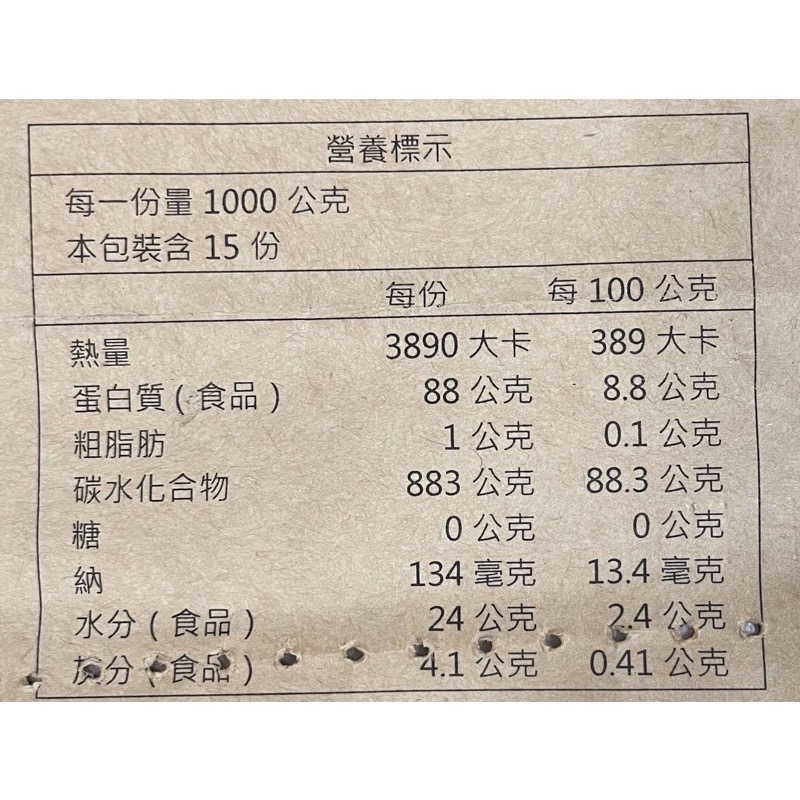 營養標示
每一份量 1000 公克
本包裝含 15 份
每份 每 100 公克
熱量 3890 大卡 389 大卡
蛋白質 ( 食品 ) 88 公克 8.8 公克
粗脂肪 1 公克 0.1 公克
碳水化合物 883 公克 88.3 公克
糖 0 公克 0 公克
納 134 毫克 13.4 毫克
水分 ( 食品 ) 24 公克 2.4 公克
灰分 ( 食品 ) 4.1 公克 0.41 公克